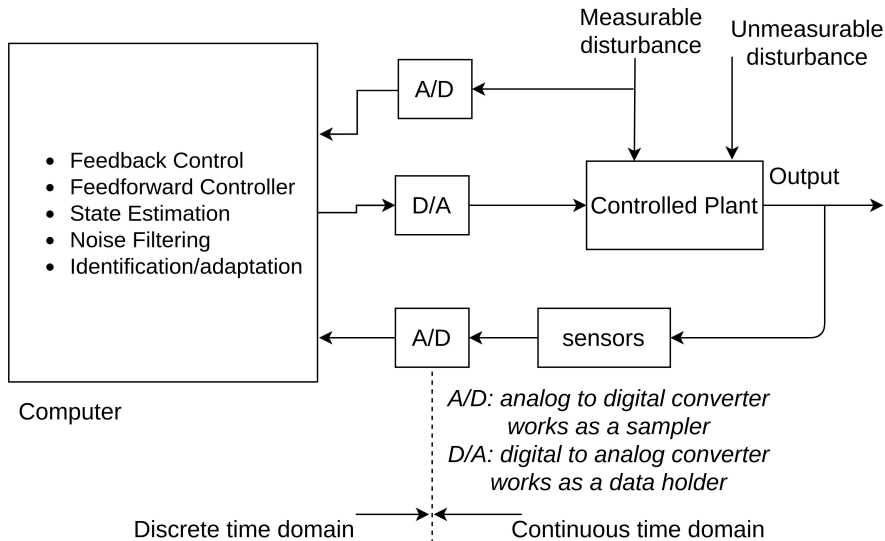 Measurable
disturbance
Unmeasurable
disturbance
A/D
• Feedback Control
• Feedforward Controller
• State Estimation
• Noise Filtering
• Identification/adaptation
D/A
Controlled Plant
Output
A/D
sensors
Computer
A/D: analog to digital converter
works as a sampler
D/A: digital to analog converter
works as a data holder
Discrete time domain
Continuous time domain